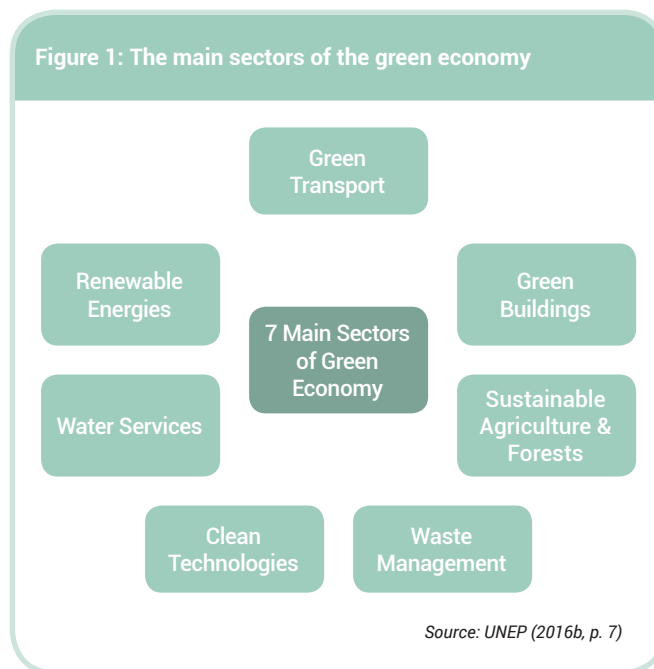 Figure 1: The main sectors of the green economy
Green
Transport
Renewable
Energies
Green
Buildings
7 Main Sectors
of Green
Economy
Water Services
Sustainable
Agriculture &
Forests
Clean
Technologies
Waste
Management
Source: UNEP (2016b, p. 7)